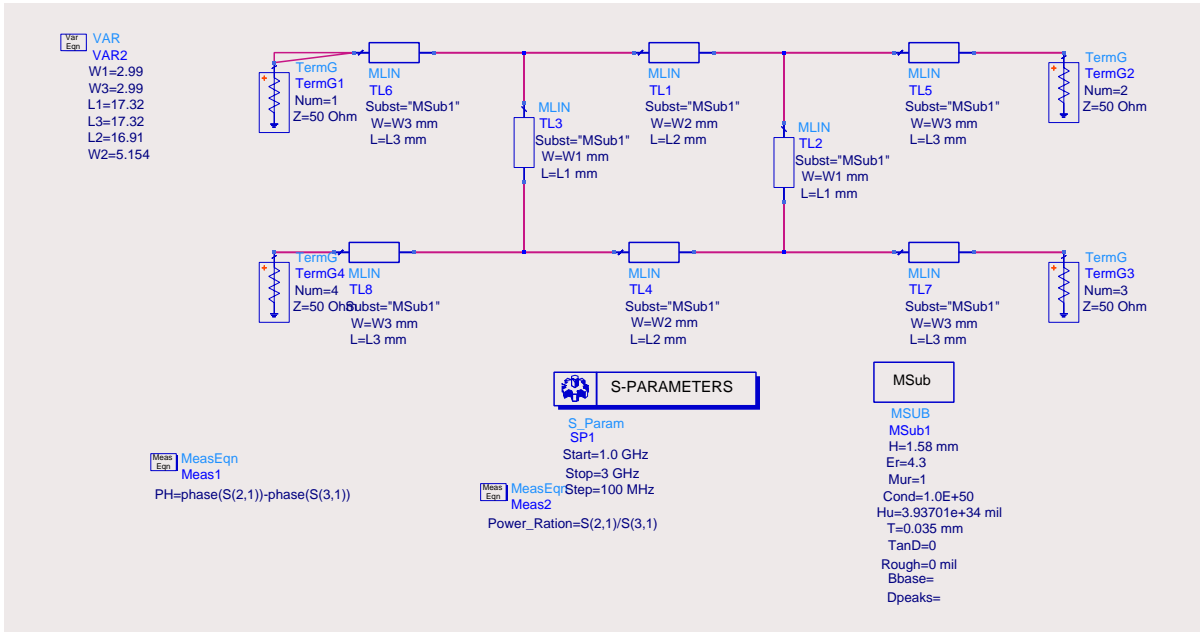 Var
Eqn
VAR
VAR2
W1=2.99
W3=2.99
L1=17.32
L3=17.32
L2=16.91
W2=5.154
TermG
TermG1
Num=1
Z=50 Ohm
MLIN
TL6
Subst="MSub1"
W=W3 mm
L=L3 mm
MLIN
TL3
Subst="MSub1"
W=W1 mm
L=L1 mm
MLIN
TL1
Subst="MSub1"
W=W2 mm
L=L2 mm
MLIN
TL2
Subst="MSub1"
W=W1 mm
L=L1 mm
MLIN
TL5
Subst="MSub1"
W=W3 mm
L=L3 mm
TermG
TermG2
Num=2
Z=50 Ohm
TermG
TermG4
Num=4
Z=50 Ohm
MLIN
TL8
Subst="MSub1"
W=W3 mm
L=L3 mm
MLIN
TL4
Subst="MSub1"
W=W2 mm
L=L2 mm
MLIN
TL7
Subst="MSub1"
W=W3 mm
L=L3 mm
TermG
TermG3
Num=3
Z=50 Ohm
S-PARAMETERS
S_Param
SP1
Start=1.0 GHz
Stop=3 GHz
Step=100 MHz
MSub
MSUB
MSub1
H=1.58 mm
Er=4.3
Mur=1
Cond=1.0E+50
Hu=3.93701e+34 mil
T=0.035 mm
TanD=0
Rough=0 mil
Bbase=
Dpeaks=
Meas
Eqn
MeasEqn
Meas1
PH=phase(S(2,1))-phase(S(3,1))
Meas
Eqn
MeasEqn
Meas2
Power_Ration=S(2,1)/S(3,1)